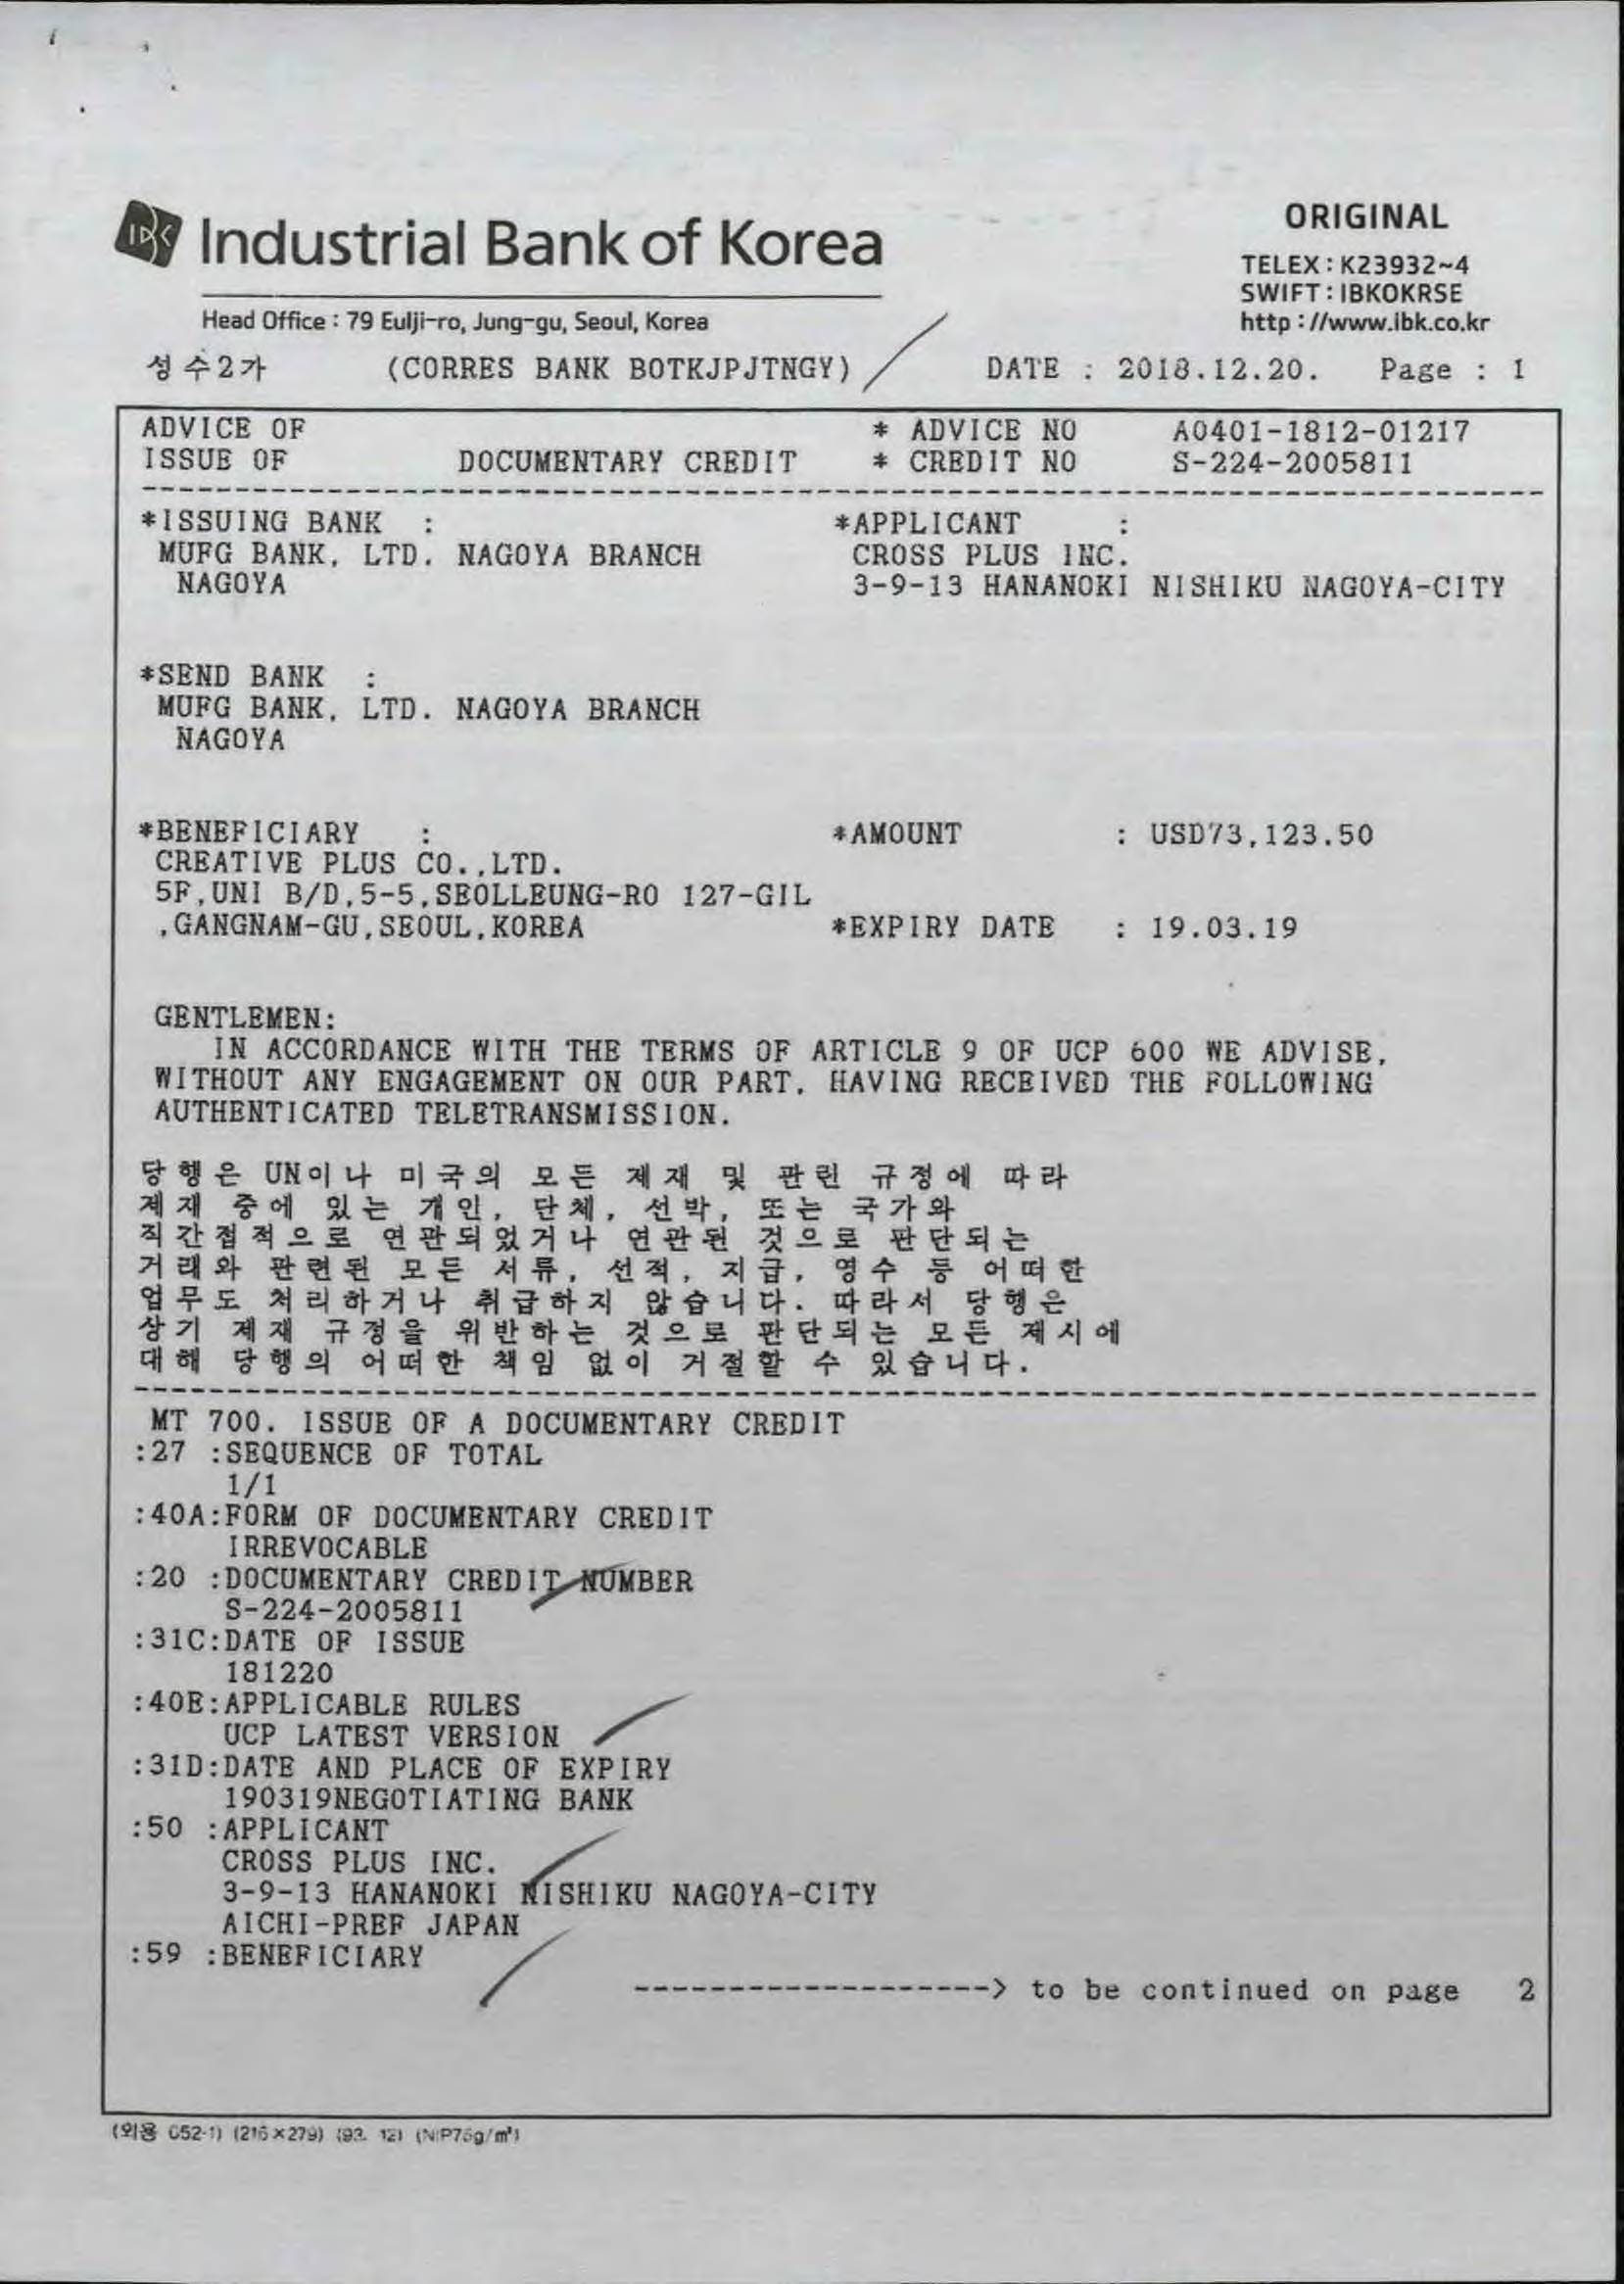 IBK Industrial Bank of Korea
ORIGINAL
TELEX : K23932~4
SWIFT : IBKOKRSE
Head Office : 79 Eulji-ro, Jung-gu, Seoul, Korea
http : //www.ibk.co.kr
성수2가 (CORRES BANK BOTKJPJTNGY) DATE : 2018.12.20. Page : 1
ADVICE OF * ADVICE NO A0401-1812-01217
ISSUE OF DOCUMENTARY CREDIT * CREDIT NO S-224-2005811
*ISSUING BANK : *APPLICANT :
MUFG BANK, LTD. NAGOYA BRANCH CROSS PLUS INC.
NAGOYA 3-9-13 HANANOKI NISHIKU NAGOYA-CITY
*SEND BANK :
MUFG BANK, LTD. NAGOYA BRANCH
NAGOYA
*BENEFICIARY : *AMOUNT : USD73,123.50
CREATIVE PLUS CO.,LTD.
5F,UNI B/D,5-5,SEOLLEUNG-RO 127-GIL
,GANGNAM-GU,SEOUL,KOREA *EXPIRY DATE : 19.03.19
GENTLEMEN:
IN ACCORDANCE WITH THE TERMS OF ARTICLE 9 OF UCP 600 WE ADVISE,
WITHOUT ANY ENGAGEMENT ON OUR PART, HAVING RECEIVED THE FOLLOWING
AUTHENTICATED TELETRANSMISSION.
당행은 UN이나 미국의 모든 제재 및 관련 규정에 따라
제재 중에 있는 개인, 단체, 선박, 또는 국가와
직간접적으로 연관되었거나 연관된 것으로 판단되는
거래와 관련된 모든 서류, 선적, 지급, 영수 등 어떠한
업무도 처리하거나 취급하지 않습니다. 따라서 당행은
상기 제재 규정을 위반하는 것으로 판단되는 모든 제시에
대해 당행의 어떠한 책임 없이 거절할 수 있습니다.
MT 700. ISSUE OF A DOCUMENTARY CREDIT
:27 :SEQUENCE OF TOTAL
1/1
:40A:FORM OF DOCUMENTARY CREDIT
IRREVOCABLE
:20 :DOCUMENTARY CREDIT NUMBER
S-224-2005811
:31C:DATE OF ISSUE
181220
:40E:APPLICABLE RULES
UCP LATEST VERSION
:31D:DATE AND PLACE OF EXPIRY
190319NEGOTIATING BANK
:50 :APPLICANT
CROSS PLUS INC.
3-9-13 HANANOKI NISHIKU NAGOYA-CITY
AICHI-PREF JAPAN
:59 :BENEFICIARY
-------------------> to be continued on page 2
(외용 052-1) (216×279) (93. 12) (NIP75g/㎡)